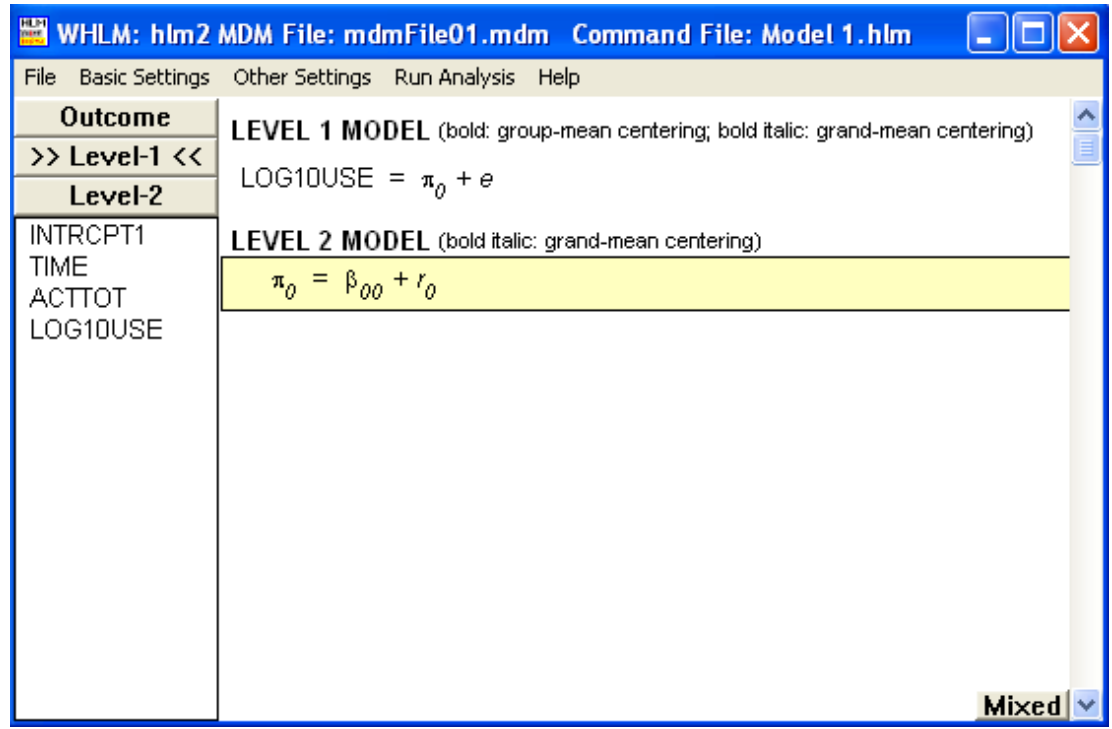 WHLM: hlm2 MDM File: mdmFile01.mdm Command File: Model 1.hlm
File Basic Settings Other Settings Run Analysis Help
Outcome
>> Level-1 <<
Level-2
INTRCPT1
TIME
ACTTOT
LOG10USE
LEVEL 1 MODEL (bold: group-mean centering; bold italic: grand-mean centering)
LOG10USE = π₀ + e
LEVEL 2 MODEL (bold italic: grand-mean centering)
π₀ = β₀₀ + r₀
Mixed